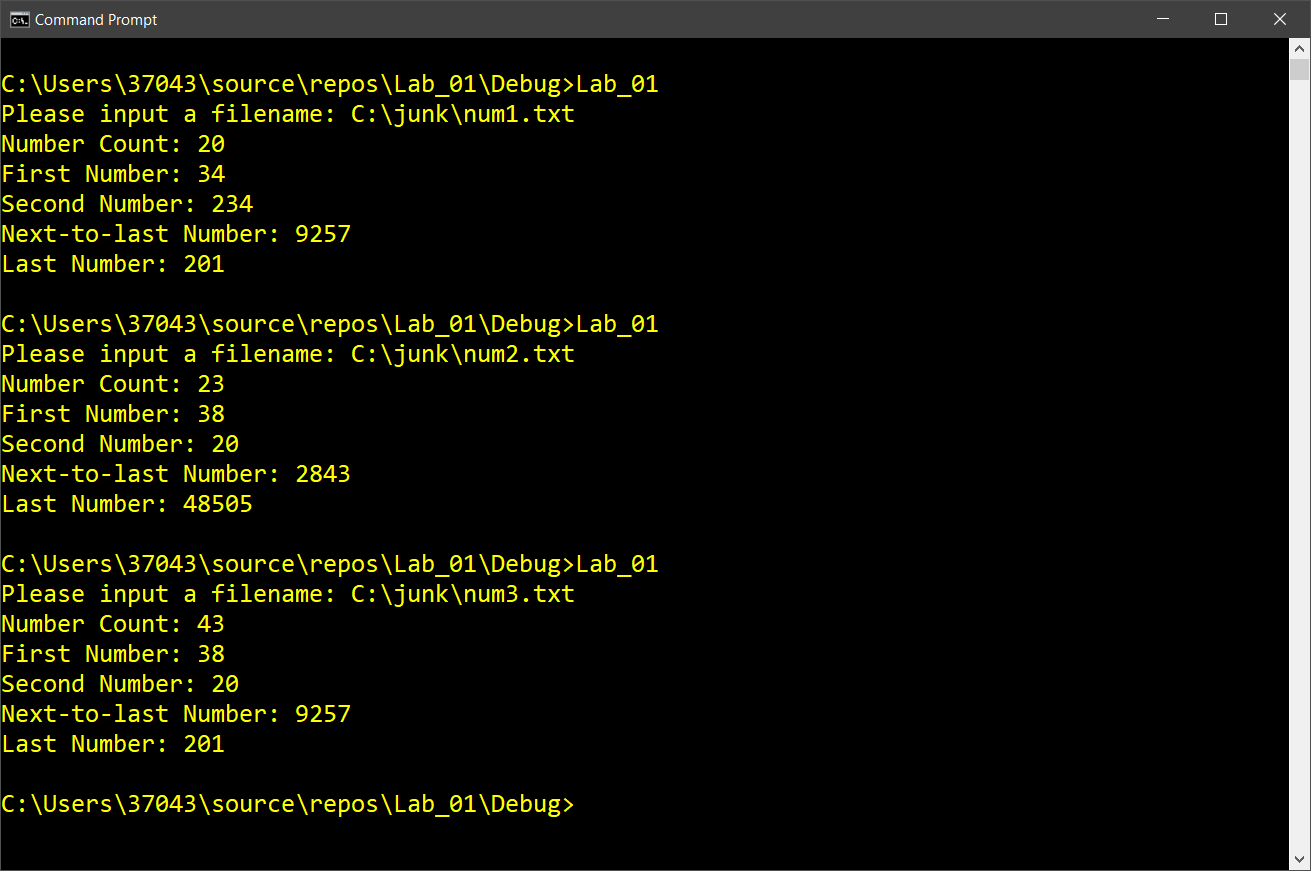 Command Prompt
C:\Users\37043\source\repos\Lab_01\Debug>Lab_01
Please input a filename: C:\junk\num1.txt
Number Count: 20
First Number: 34
Second Number: 234
Next-to-last Number: 9257
Last Number: 201
C:\Users\37043\source\repos\Lab_01\Debug>Lab_01
Please input a filename: C:\junk\num2.txt
Number Count: 23
First Number: 38
Second Number: 20
Next-to-last Number: 2843
Last Number: 48505
C:\Users\37043\source\repos\Lab_01\Debug>Lab_01
Please input a filename: C:\junk\num3.txt
Number Count: 43
First Number: 38
Second Number: 20
Next-to-last Number: 9257
Last Number: 201
C:\Users\37043\source\repos\Lab_01\Debug>